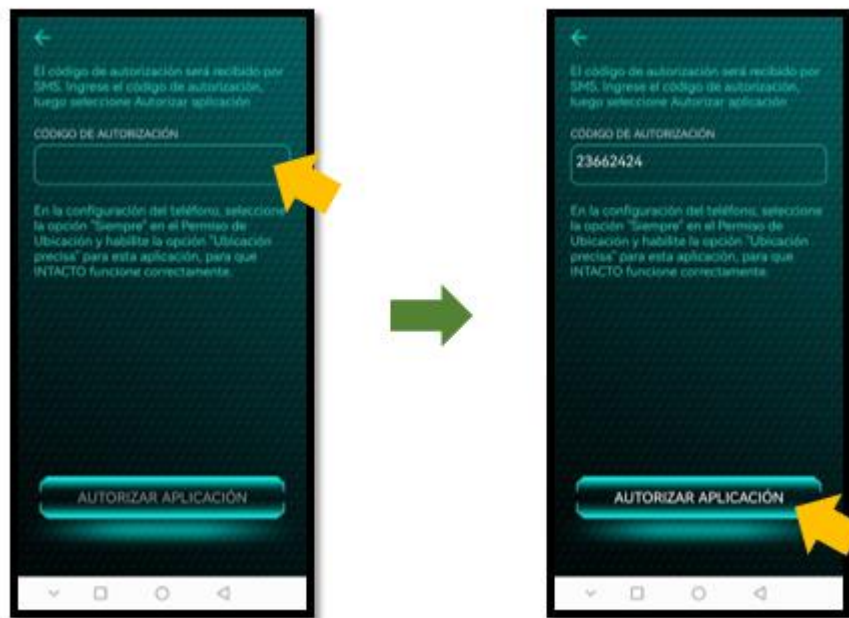 El código de autorización será recibido por
SMS. Ingrese el código de autorización,
luego seleccione Autorizar aplicación
CÓDIGO DE AUTORIZACIÓN
En la configuración del teléfono, seleccione
la opción "Siempre" en el Permiso de
Ubicación y habilite la opción "Ubicación
precisa" para esta aplicación, para que
INTACTO funcione correctamente.
AUTORIZAR APLICACIÓN
El código de autorización será recibido por
SMS. Ingrese el código de autorización,
luego seleccione Autorizar aplicación
CÓDIGO DE AUTORIZACIÓN
23662424
En la configuración del teléfono, seleccione
la opción "Siempre" en el Permiso de
Ubicación y habilite la opción "Ubicación
precisa" para esta aplicación, para que
INTACTO funcione correctamente.
AUTORIZAR APLICACIÓN